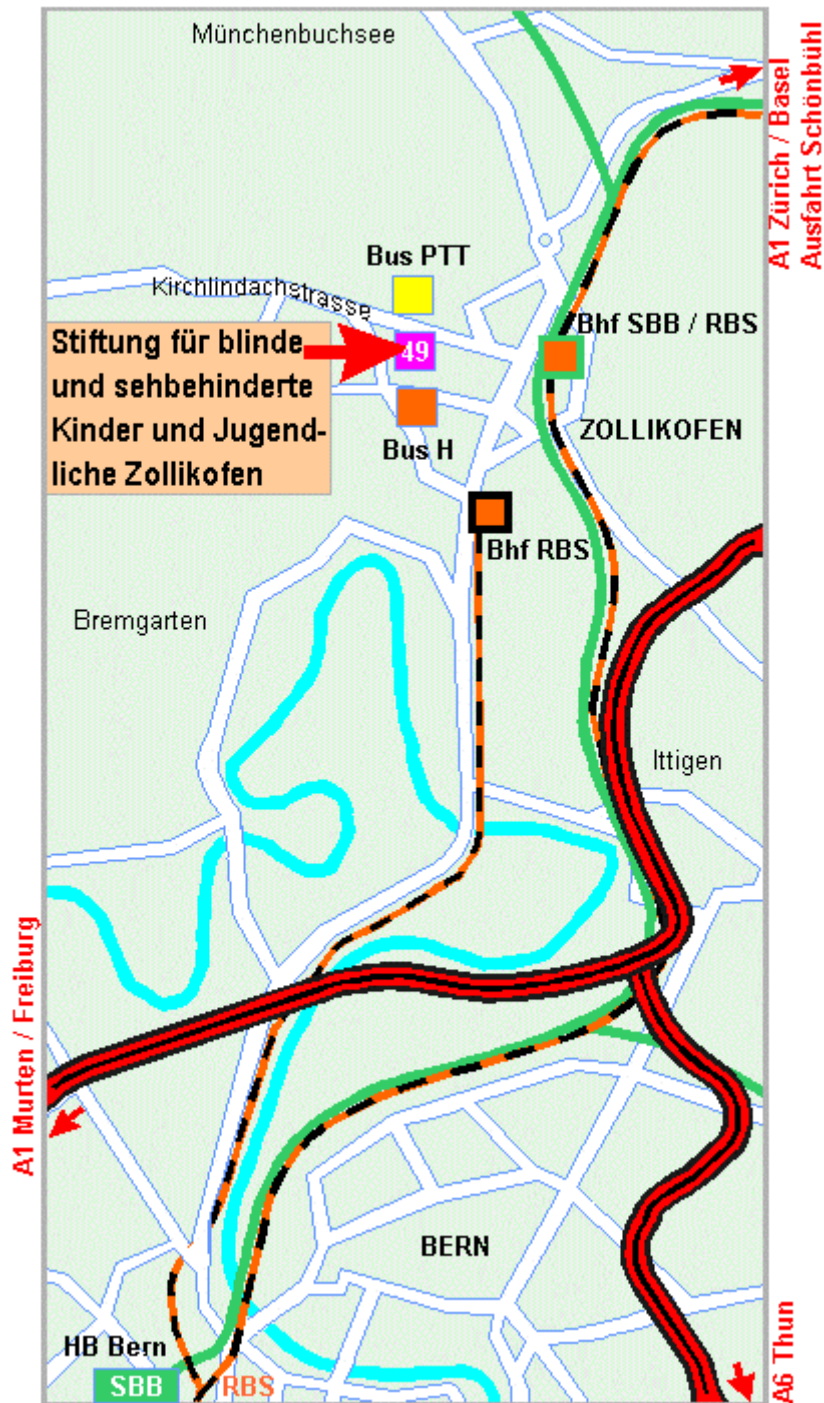 Münchenbuchsee
A1 Zürich / Basel
Ausfahrt Schönbühl
Bus PTT
Kirchlindachstrasse
Bhf SBB / RBS
Stiftung für blinde
und sehbehinderte
Kinder und Jugend-
liche Zollikofen
49
Bus H
ZOLLIKOFEN
Bhf RBS
Bremgarten
Ittigen
A1 Murten / Freiburg
BERN
HB Bern
SBB
RBS
A6 Thun